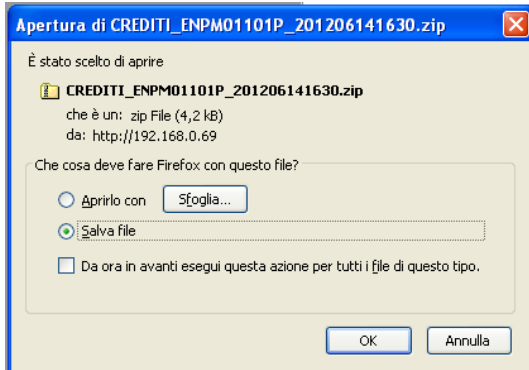 Apertura di CREDITI_ENPM01101P_201206141630.zip
È stato scelto di aprire
CREDITI_ENPM01101P_201206141630.zip
che è un: zip File (4,2 kB)
da: http://192.168.0.69
Che cosa deve fare Firefox con questo file?
Aprirlo con Sfoglia...
Salva file
Da ora in avanti esegui questa azione per tutti i file di questo tipo.
OK Annulla